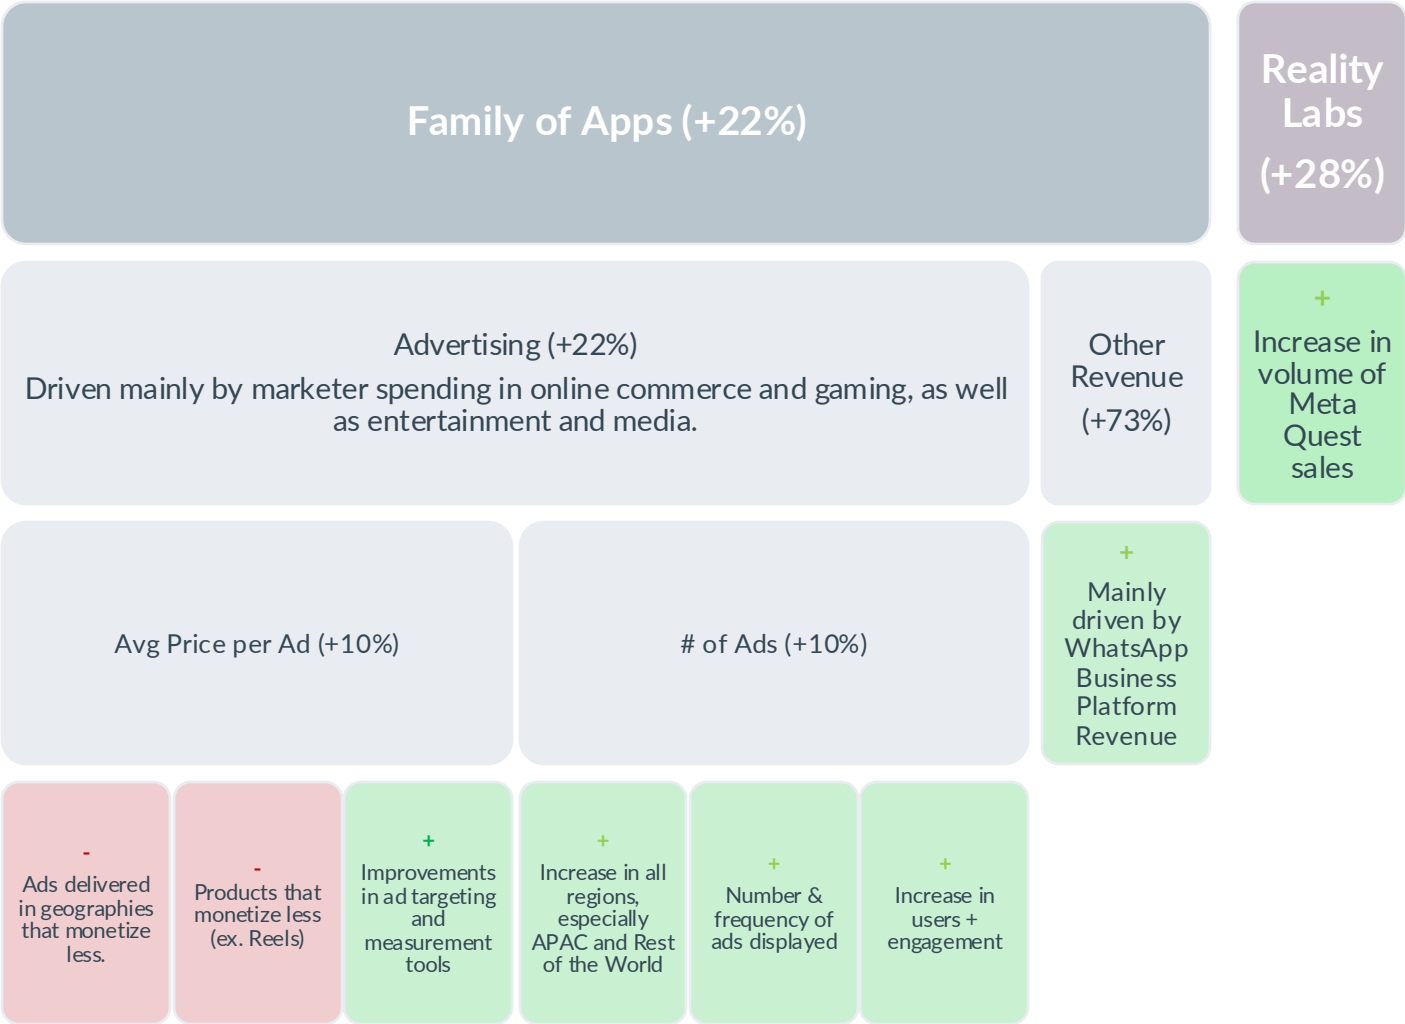 Family of Apps (+22%)
Reality
Labs
(+28%)
Advertising (+22%)
Driven mainly by marketer spending in online commerce and gaming, as well
as entertainment and media.
Other
Revenue
(+73%)
+
Increase in
volume of
Meta
Quest
sales
Avg Price per Ad (+10%)
# of Ads (+10%)
+
Mainly
driven by
WhatsApp
Business
Platform
Revenue
-
Ads delivered
in geographies
that monetize
less.
-
Products that
monetize less
(ex. Reels)
+
Improvements
in ad targeting
and
measurement
tools
+
Increase in all
regions,
especially
APAC and Rest
of the World
+
Number &
frequency of
ads displayed
+
Increase in
users +
engagement